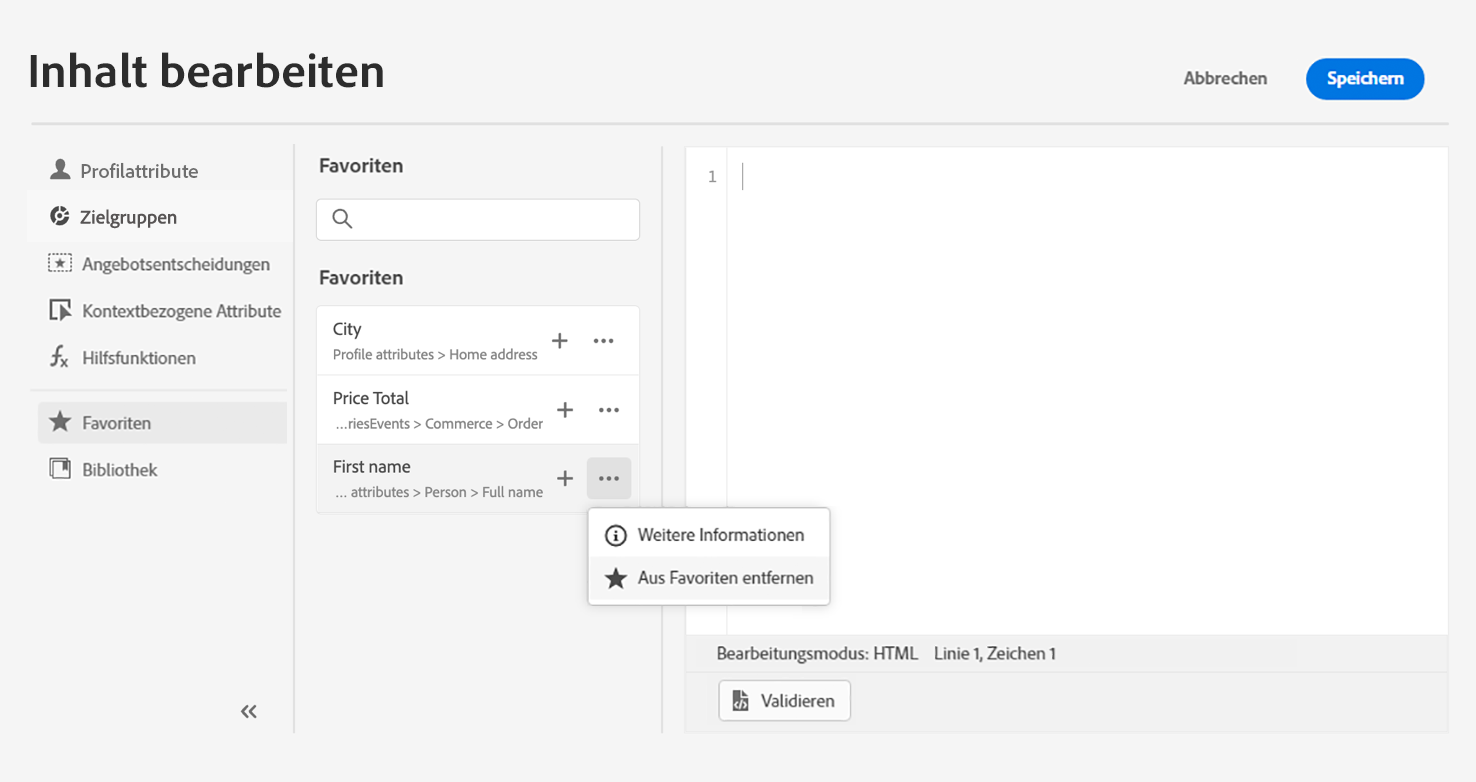 Inhalt bearbeiten
Abbrechen
Speichern
Profilattribute
Zielgruppen
Angebotsentscheidungen
Kontextbezogene Attribute
Hilfsfunktionen
Favoriten
Bibliothek
Favoriten
Favoriten
City
Profile attributes > Home address
Price Total
...riesEvents > Commerce > Order
First name
... attributes > Person > Full name
Weitere Informationen
Aus Favoriten entfernen
1
Bearbeitungsmodus: HTML Linie 1, Zeichen 1
Validieren